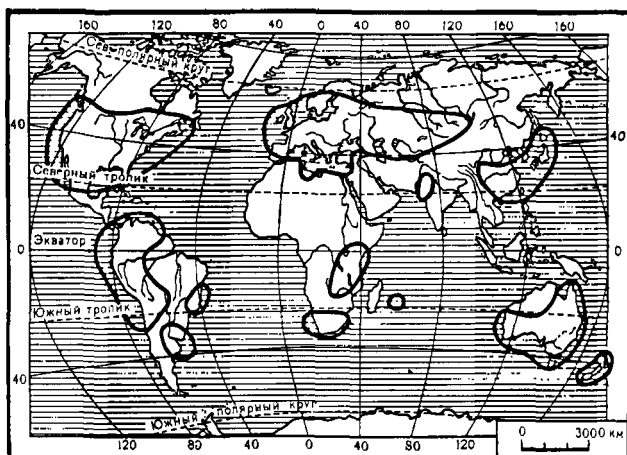 160 120 80 40 0 40 80 120 160 160
Сев. полярный круг
40 40
Северный тропик
Экватор
0 0
Южный тропик
40
Южный полярный круг
0 3000 км
120 80 40 0 40 80 120